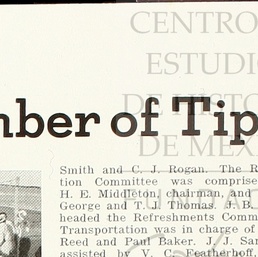 CENTRO
ESTUDI
DE HISTO
DE MÉX
mber of Tip
Smith and C. J. Rogan. The R
tion Committee was comprise
H. E. Middleton, chairman, and
George and T. J. Thomas. J. B.
headed the Refreshments Comm
Transportation was in charge of
Reed and Paul Baker. J. J. San
assisted by V. C. Featherhoff,